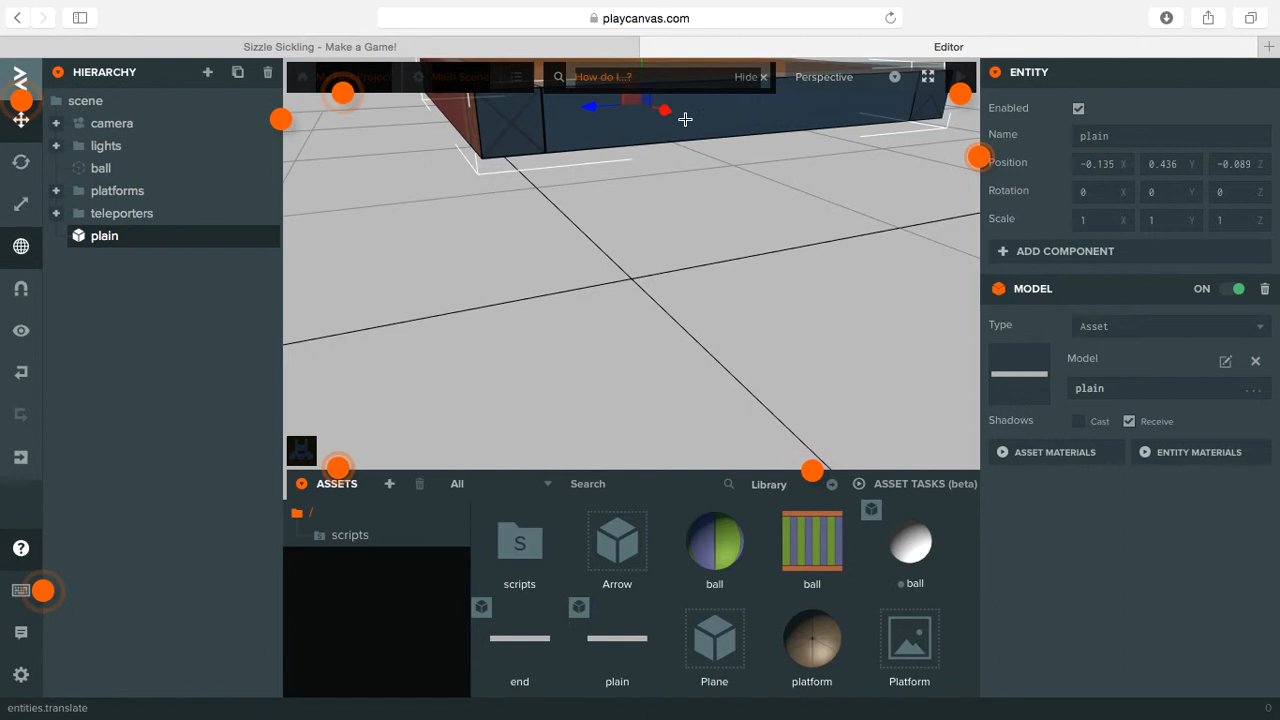 playcanvas.com
Sizzle Sickling - Make a Game!
Editor
HIERARCHY
scene
camera
lights
ball
platforms
teleporters
plain
Main Scene
How do I...?
Hide
Perspective
ENTITY
Enabled
Name
plain
Position
-0.135 X
0.436 Y
-0.089 Z
Rotation
0 X
0 Y
0 Z
Scale
1 X
1 Y
1 Z
ADD COMPONENT
MODEL
ON
Type
Asset
Model
plain
...
Shadows
Cast
Receive
ASSET MATERIALS
ENTITY MATERIALS
ASSETS
All
Search
Library
ASSET TASKS (beta)
/
scripts
S
scripts
Arrow
ball
ball
ball
end
plain
Plane
platform
Platform
entities.translate
0